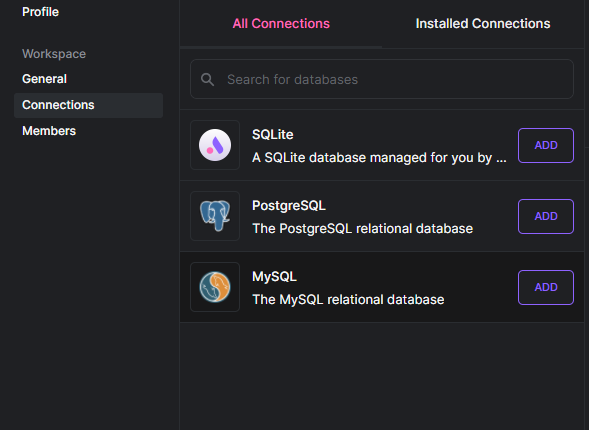 Profile
Workspace
General
Connections
Members
All Connections
Installed Connections
Search for databases
SQLite
A SQLite database managed for you by ...
ADD
PostgreSQL
The PostgreSQL relational database
ADD
MySQL
The MySQL relational database
ADD